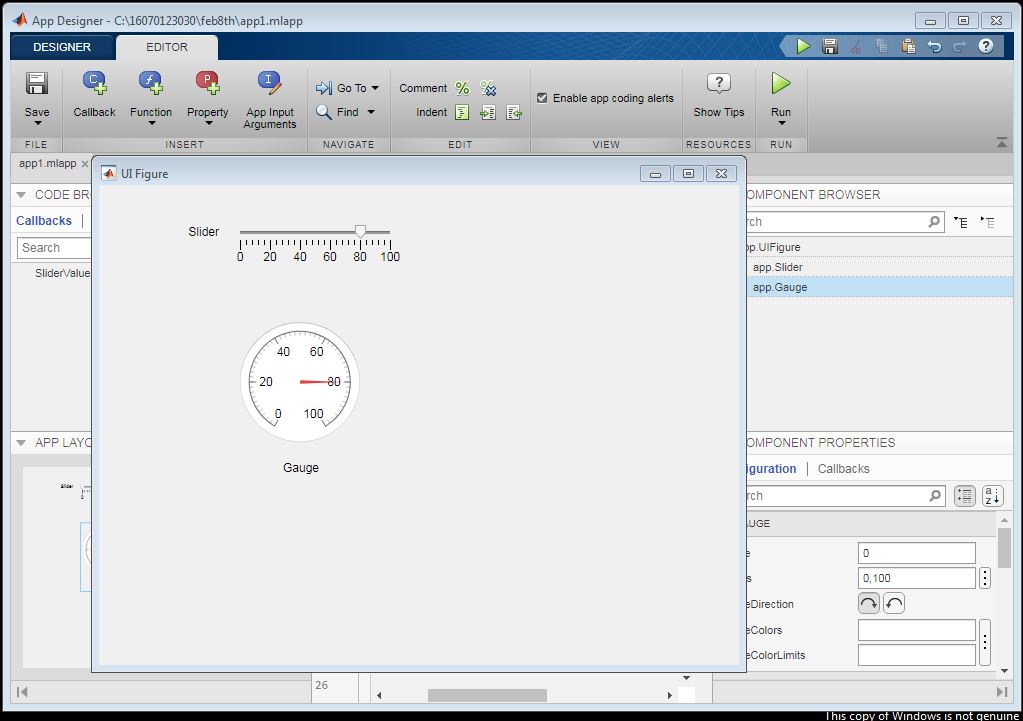 App Designer - C:\16070123030\feb8th\app1.mlapp
DESIGNER
EDITOR
Save
Callback
Function
Property
App Input
Arguments
Go To
Find
Comment
Indent
Enable app coding alerts
Show Tips
Run
FILE
INSERT
NAVIGATE
EDIT
VIEW
RESOURCES
RUN
app1.mlapp
UI Figure
CODE BR
Callbacks
Search
SliderValue
Slider
0 20 40 60 80 100
40 60
20 80
0 100
Gauge
OMPONENT BROWSER
rch
p.UIFigure
app.Slider
app.Gauge
APP LAYO
Slider
OMPONENT PROPERTIES
iguration
Callbacks
rch
UGE
e 0
s 0,100
eDirection
eColors
eColorLimits
26
This copy of Windows is not genuine